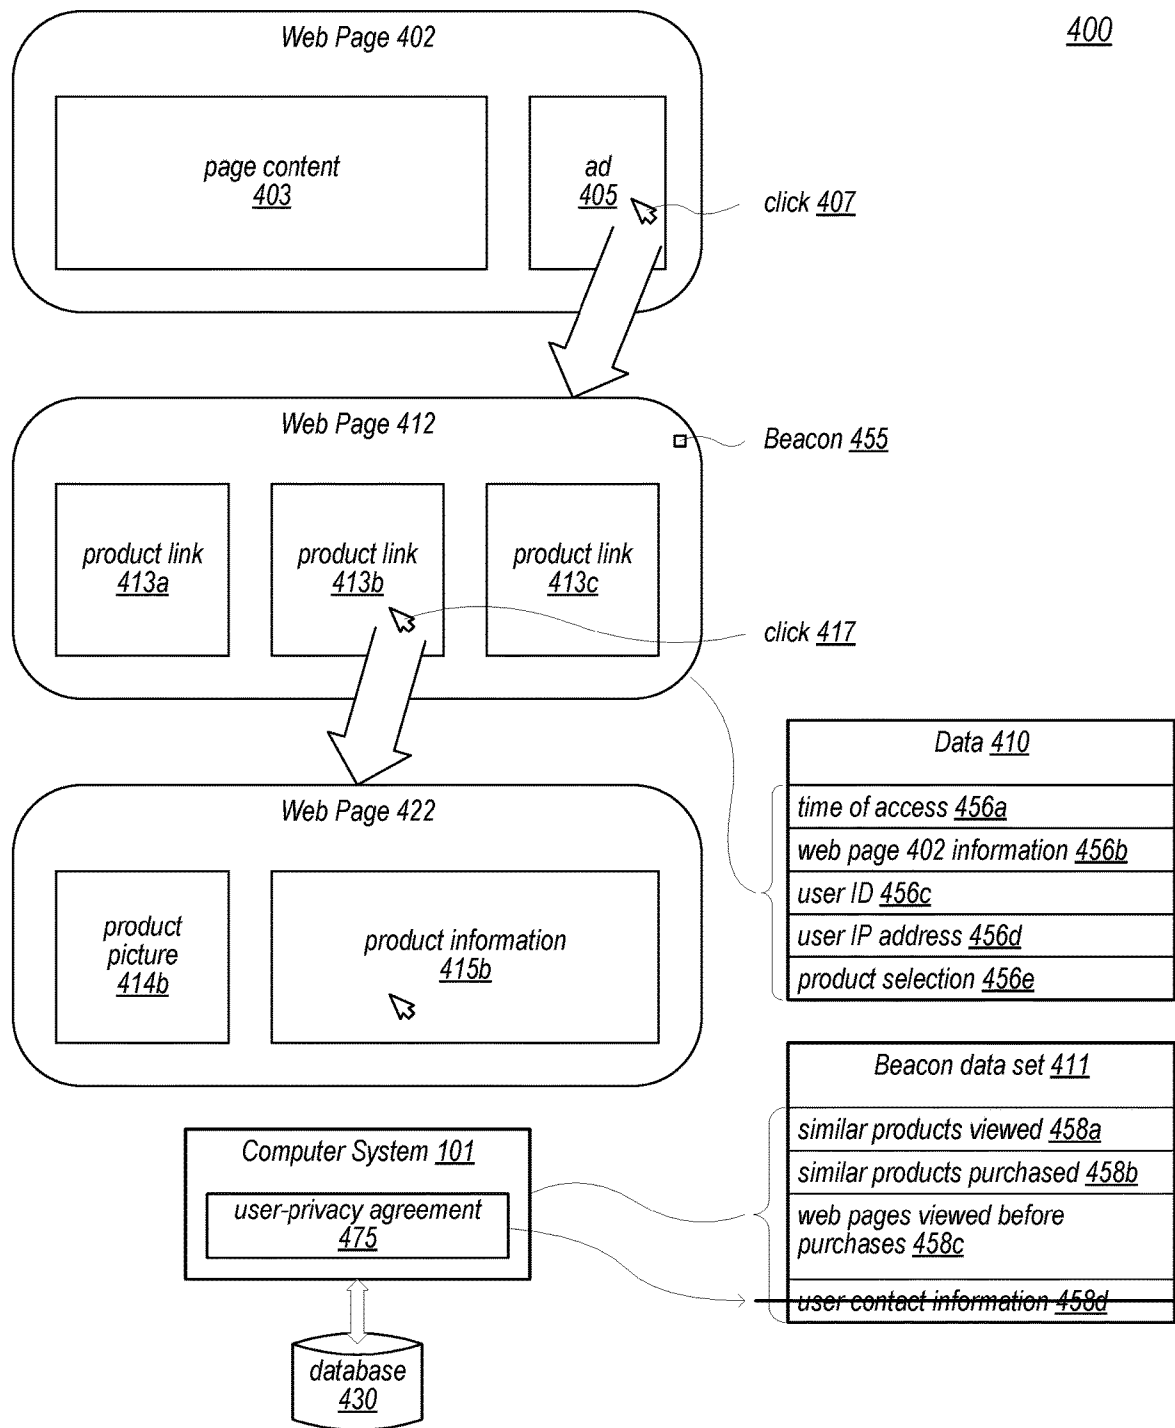 Web Page 402
400
page content
403
ad
405
click 407
Web Page 412
Beacon 455
product link
413a
product link
413b
product link
413c
click 417
Data 410
time of access 456a
web page 402 information 456b
user ID 456c
user IP address 456d
product selection 456e
Web Page 422
product
picture
414b
product information
415b
Beacon data set 411
similar products viewed 458a
similar products purchased 458b
web pages viewed before
purchases 458c
user contact information 458d
Computer System 101
user-privacy agreement
475
database
430